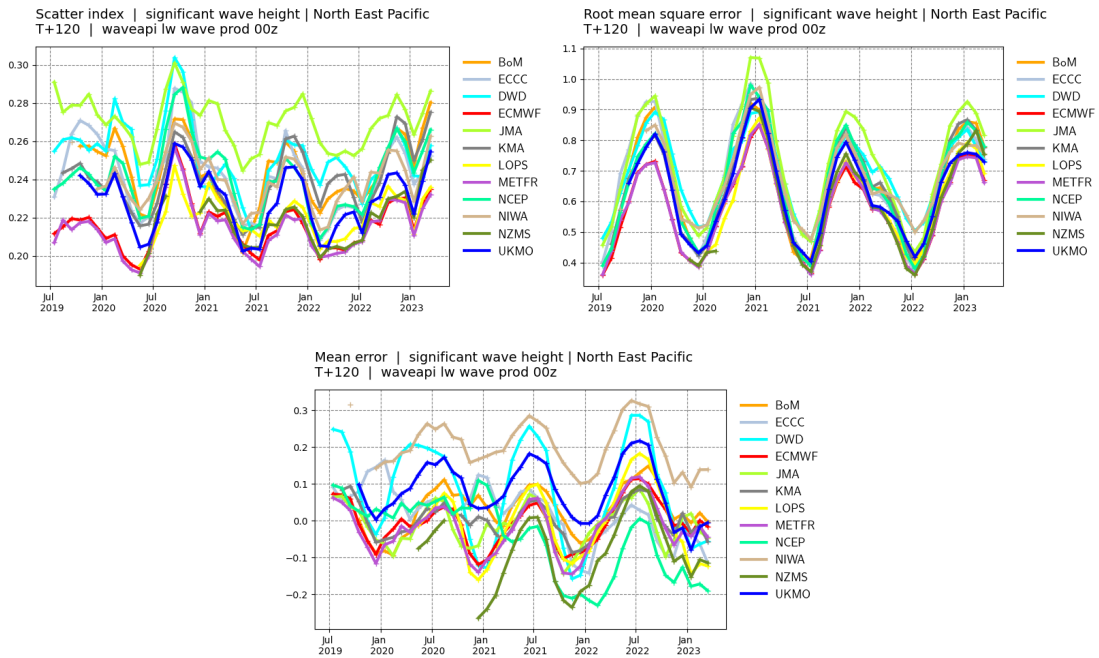 Scatter index | significant wave height | North East Pacific
T+120 | waveapi lw wave prod 00z
0.30
0.28
0.26
0.24
0.22
0.20
Jul Jan Jul Jan Jul Jan Jul Jan
2019 2020 2020 2021 2021 2022 2022 2023
BoM
ECCC
DWD
ECMWF
JMA
KMA
LOPS
METFR
NCEP
NIWA
NZMS
UKMO
Root mean square error | significant wave height | North East Pacific
T+120 | waveapi lw wave prod 00z
1.1
1.0
0.9
0.8
0.7
0.6
0.5
0.4
Jul Jan Jul Jan Jul Jan Jul Jan
2019 2020 2020 2021 2021 2022 2022 2023
BoM
ECCC
DWD
ECMWF
JMA
KMA
LOPS
METFR
NCEP
NIWA
NZMS
UKMO
Mean error | significant wave height | North East Pacific
T+120 | waveapi lw wave prod 00z
0.3
0.2
0.1
0.0
−0.1
−0.2
Jul Jan Jul Jan Jul Jan Jul Jan
2019 2020 2020 2021 2021 2022 2022 2023
BoM
ECCC
DWD
ECMWF
JMA
KMA
LOPS
METFR
NCEP
NIWA
NZMS
UKMO